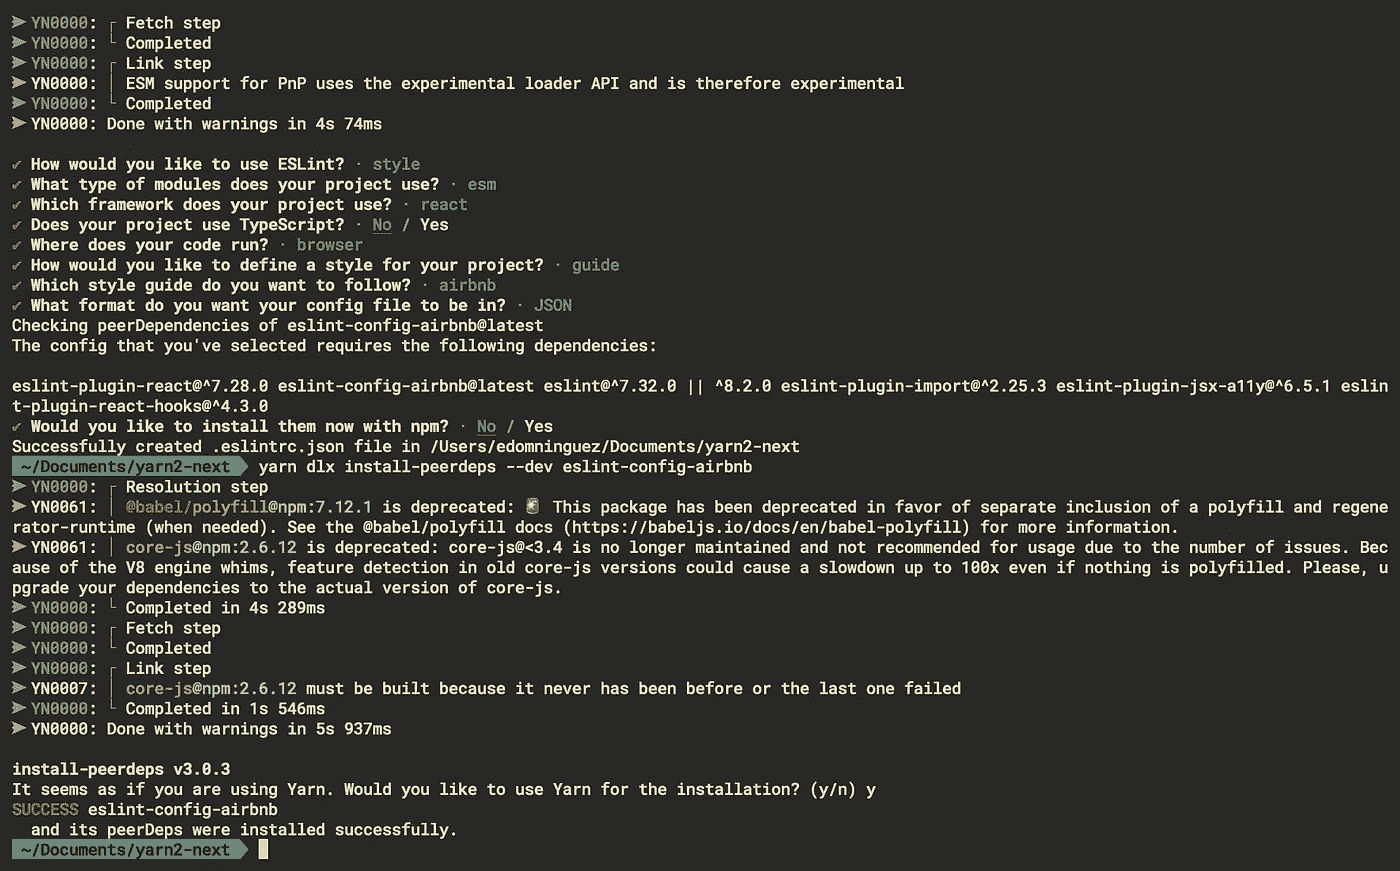 ➤ YN0000: ┌ Fetch step
➤ YN0000: └ Completed
➤ YN0000: ┌ Link step
➤ YN0000: │ ESM support for PnP uses the experimental loader API and is therefore experimental
➤ YN0000: └ Completed
➤ YN0000: Done with warnings in 4s 74ms
✔ How would you like to use ESLint? · style
✔ What type of modules does your project use? · esm
✔ Which framework does your project use? · react
✔ Does your project use TypeScript? · No / Yes
✔ Where does your code run? · browser
✔ How would you like to define a style for your project? · guide
✔ Which style guide do you want to follow? · airbnb
✔ What format do you want your config file to be in? · JSON
Checking peerDependencies of eslint-config-airbnb@latest
The config that you've selected requires the following dependencies:
eslint-plugin-react@^7.28.0 eslint-config-airbnb@latest eslint@^7.32.0 || ^8.2.0 eslint-plugin-import@^2.25.3 eslint-plugin-jsx-a11y@^6.5.1 eslin
t-plugin-react-hooks@^4.3.0
✔ Would you like to install them now with npm? · No / Yes
Successfully created .eslintrc.json file in /Users/edomninguez/Documents/yarn2-next
~/Documents/yarn2-next yarn dlx install-peerdeps --dev eslint-config-airbnb
➤ YN0000: ┌ Resolution step
➤ YN0061: │ @babel/polyfill@npm:7.12.1 is deprecated: 🚨 This package has been deprecated in favor of separate inclusion of a polyfill and regene
rator-runtime (when needed). See the @babel/polyfill docs (https://babeljs.io/docs/en/babel-polyfill) for more information.
➤ YN0061: │ core-js@npm:2.6.12 is deprecated: core-js@<3.4 is no longer maintained and not recommended for usage due to the number of issues. Bec
ause of the V8 engine whims, feature detection in old core-js versions could cause a slowdown up to 100x even if nothing is polyfilled. Please, u
pgrade your dependencies to the actual version of core-js.
➤ YN0000: └ Completed in 4s 289ms
➤ YN0000: ┌ Fetch step
➤ YN0000: └ Completed
➤ YN0000: ┌ Link step
➤ YN0007: │ core-js@npm:2.6.12 must be built because it never has been before or the last one failed
➤ YN0000: └ Completed in 1s 546ms
➤ YN0000: Done with warnings in 5s 937ms
install-peerdeps v3.0.3
It seems as if you are using Yarn. Would you like to use Yarn for the installation? (y/n) y
SUCCESS eslint-config-airbnb
and its peerDeps were installed successfully.
~/Documents/yarn2-next